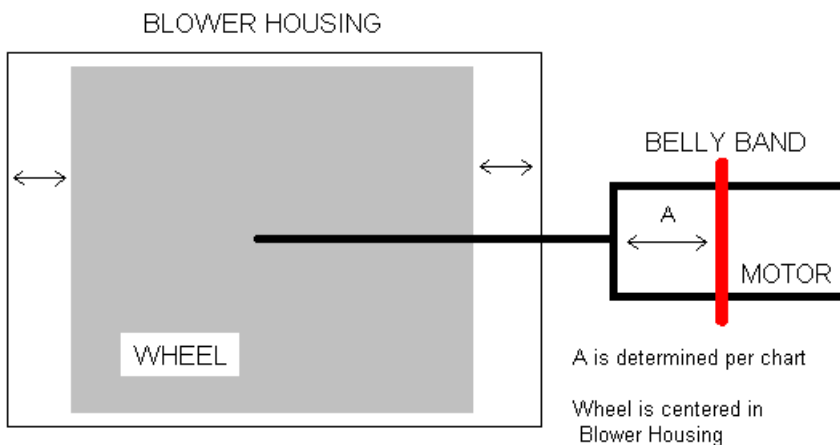 BLOWER HOUSING
BELLY BAND
A
MOTOR
WHEEL
A is determined per chart
Wheel is centered in
Blower Housing